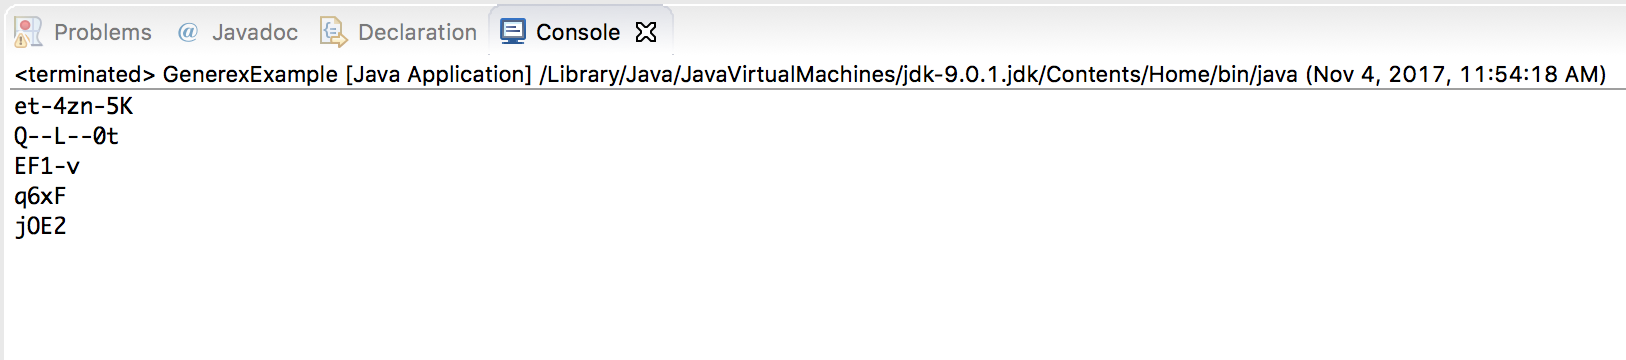 Problems @ Javadoc Declaration Console
<terminated> GenerexExample [Java Application] /Library/Java/JavaVirtualMachines/jdk-9.0.1.jdk/Contents/Home/bin/java (Nov 4, 2017, 11:54:18 AM)
et-4zn-5K
Q--L--0t
EF1-v
q6xF
jOE2